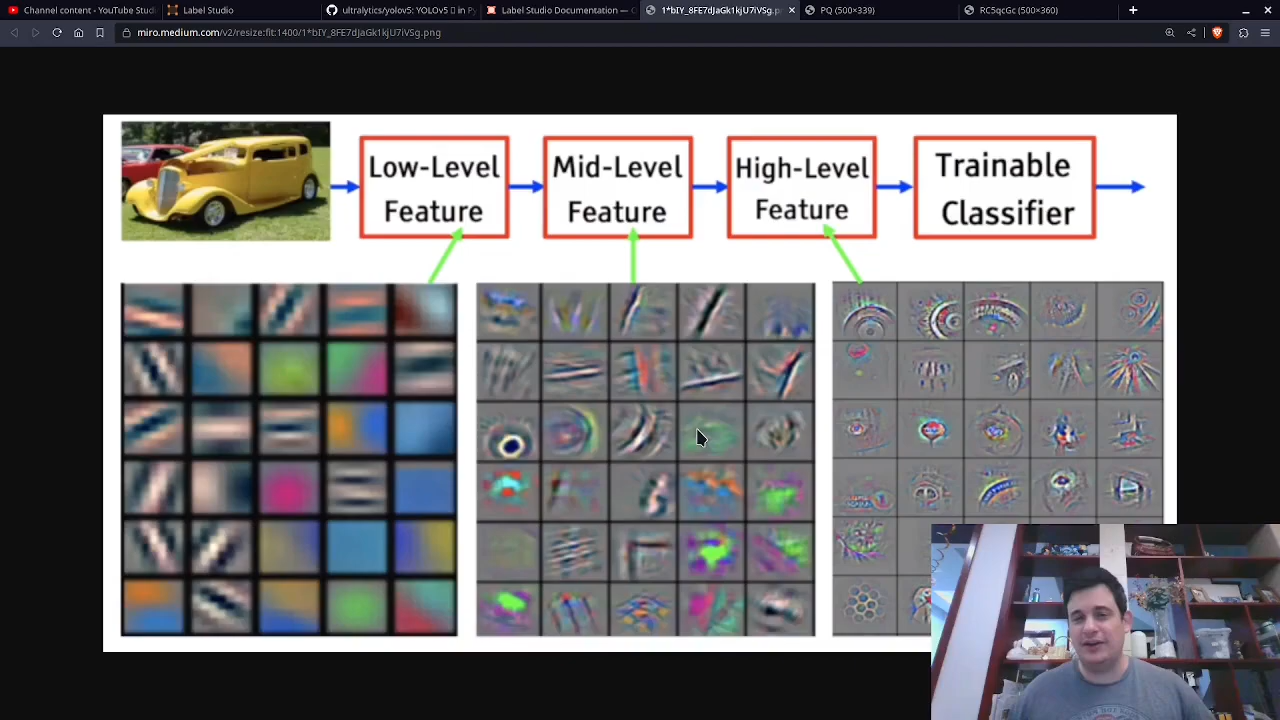 Channel content - YouTube Studi
Label Studio
ultralytics/yolov5: YOLOv5 🚀 in Py
Label Studio Documentation —
1*bIY_8FE7dJaGk1kjU7iVSg.p
PQ (500×339)
RC5qcGc (500×360)
miro.medium.com/v2/resize:fit:1400/1*bIY_8FE7dJaGk1kjU7iVSg.png
Low-Level
Feature
Mid-Level
Feature
High-Level
Feature
Trainable
Classifier